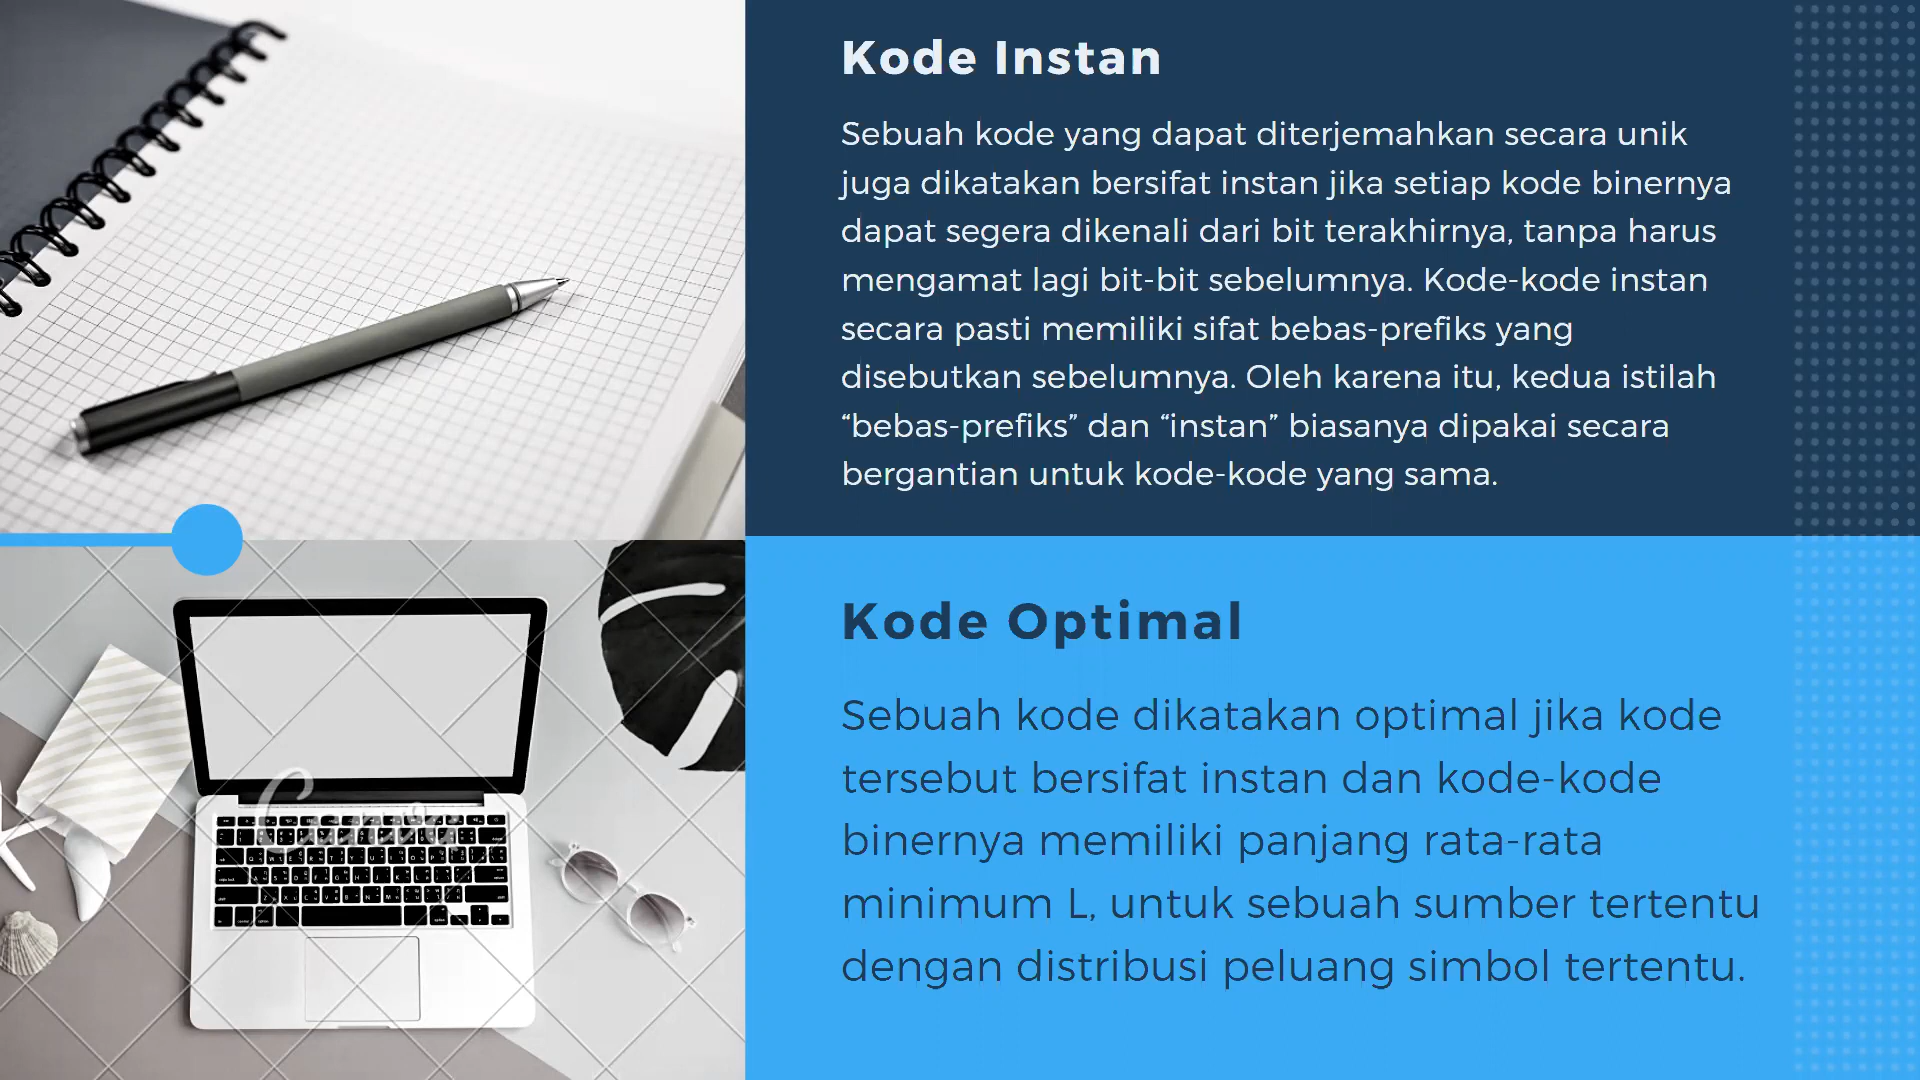 Kode Instan
Sebuah kode yang dapat diterjemahkan secara unik
juga dikatakan bersifat instan jika setiap kode binernya
dapat segera dikenali dari bit terakhirnya, tanpa harus
mengamat lagi bit-bit sebelumnya. Kode-kode instan
secara pasti memiliki sifat bebas-prefiks yang
disebutkan sebelumnya. Oleh karena itu, kedua istilah
“bebas-prefiks” dan “instan” biasanya dipakai secara
bergantian untuk kode-kode yang sama.
Kode Optimal
Sebuah kode dikatakan optimal jika kode
tersebut bersifat instan dan kode-kode
binernya memiliki panjang rata-rata
minimum L, untuk sebuah sumber tertentu
dengan distribusi peluang simbol tertentu.